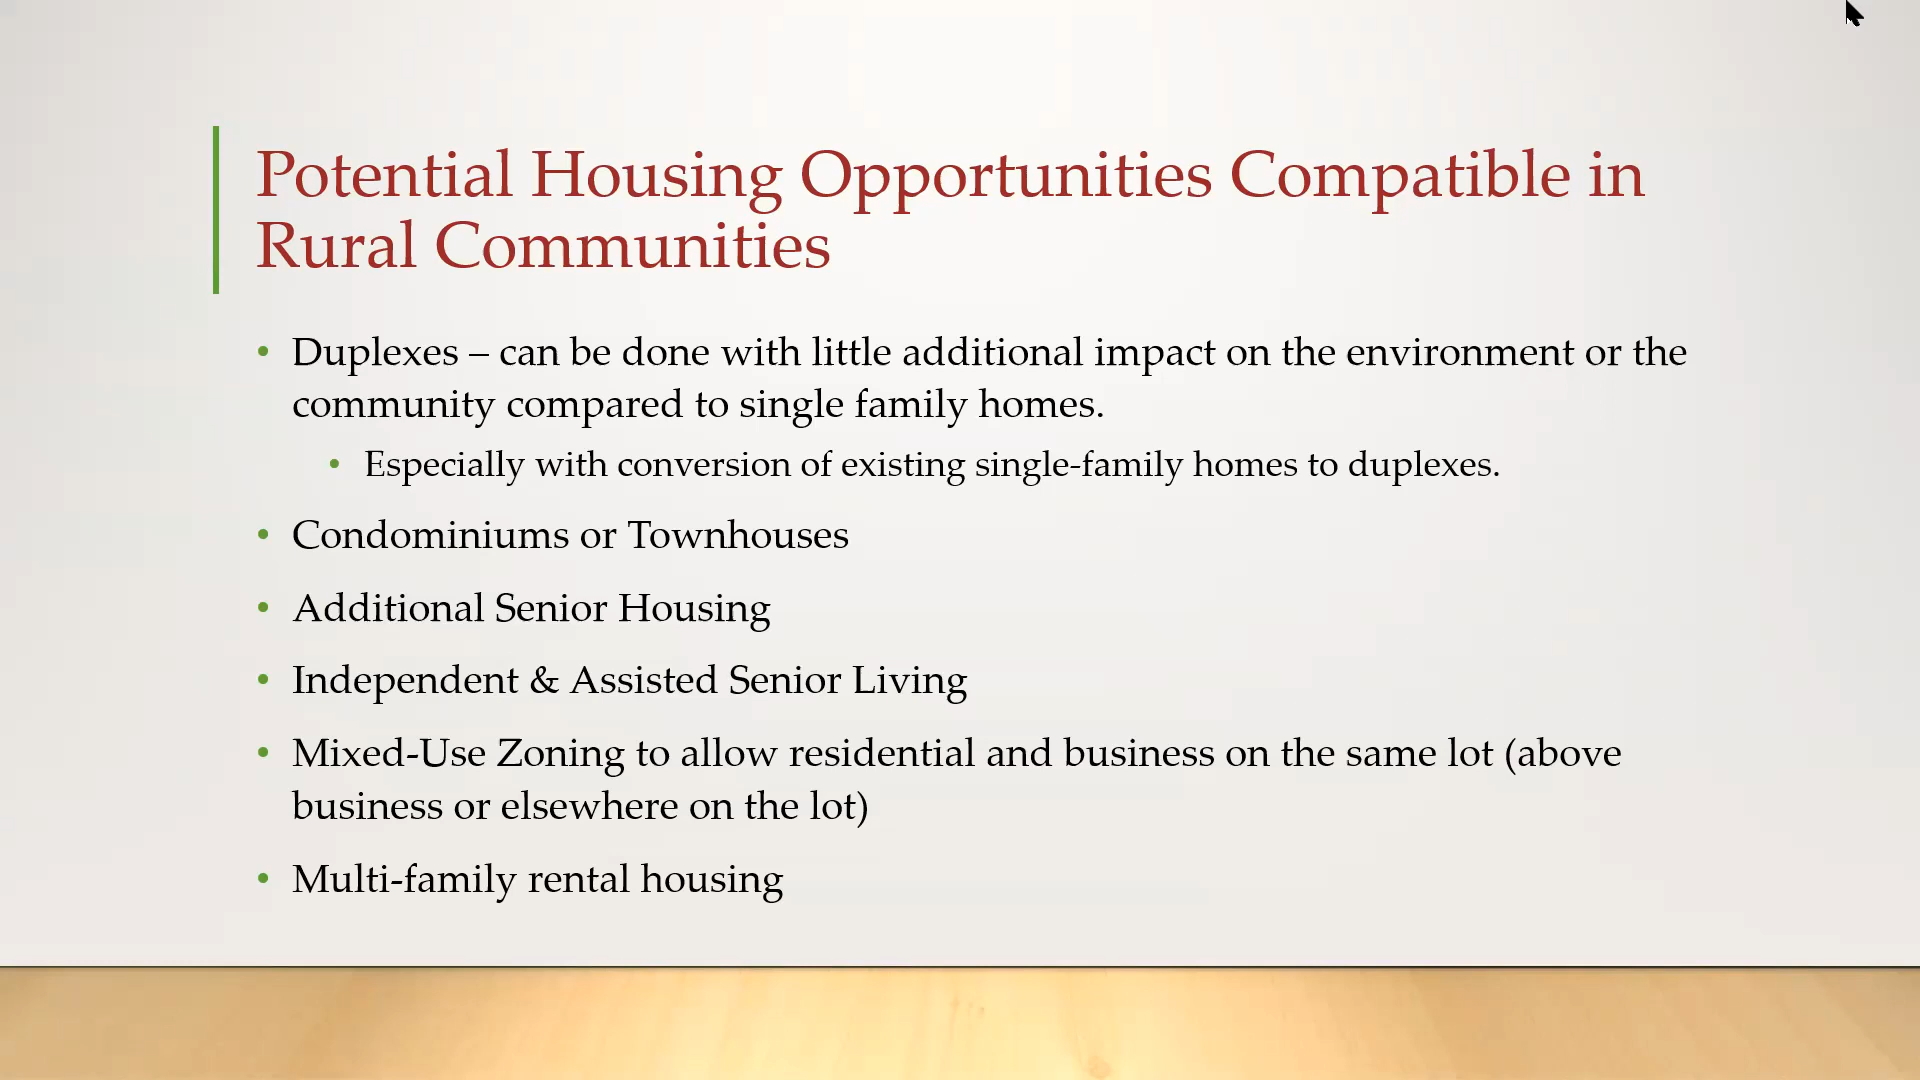 Potential Housing Opportunities Compatible in
Rural Communities
• Duplexes – can be done with little additional impact on the environment or the
community compared to single family homes.
• Especially with conversion of existing single-family homes to duplexes.
• Condominiums or Townhouses
• Additional Senior Housing
• Independent & Assisted Senior Living
• Mixed-Use Zoning to allow residential and business on the same lot (above
business or elsewhere on the lot)
• Multi-family rental housing